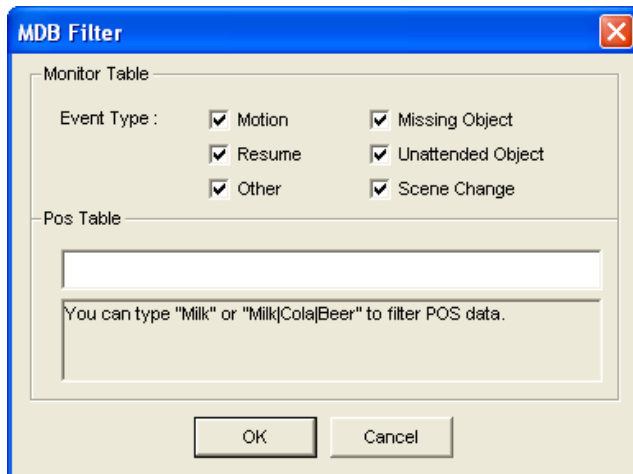 MDB Filter
Monitor Table
Event Type : Motion Missing Object
Resume Unattended Object
Other Scene Change
Pos Table
You can type "Milk" or "Milk|Cola|Beer" to filter POS data.
OK Cancel